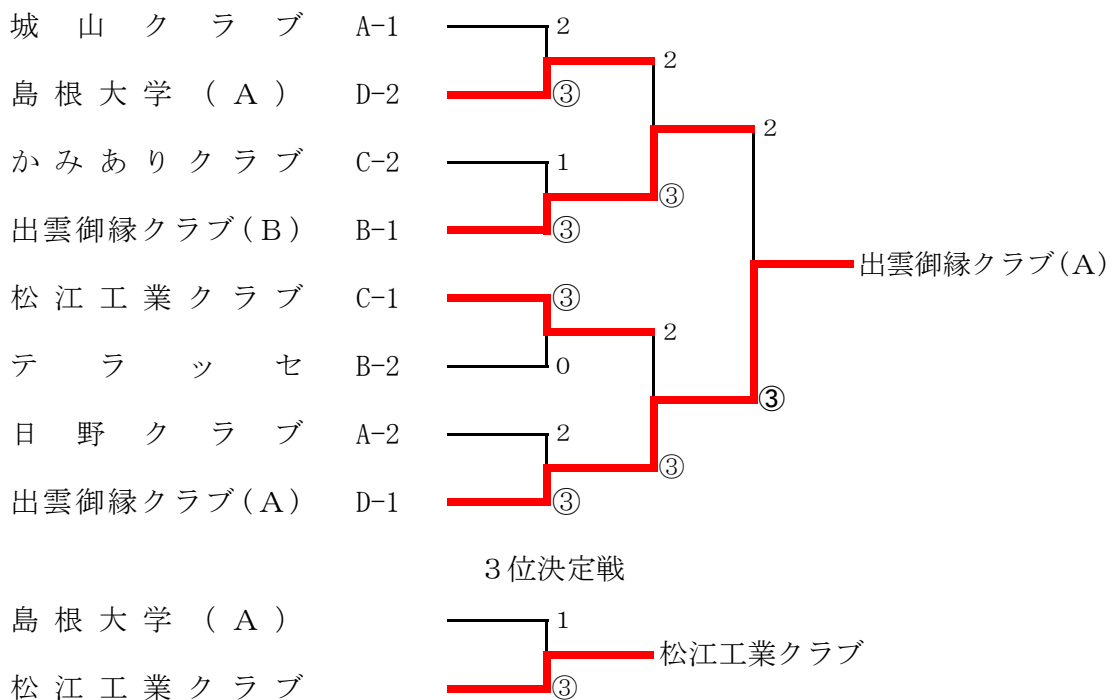 城山クラブ A-1 2
2
島根大学(A) D-2 ③
2
かみありクラブ C-2 1
③
出雲御縁クラブ(B) B-1 ③
出雲御縁クラブ(A)
松江工業クラブ C-1 ③
2
テラッセ B-2 0
③
日野クラブ A-2 2
③
出雲御縁クラブ(A) D-1 ③
3位決定戦
島根大学(A) 1
松江工業クラブ
松江工業クラブ ③